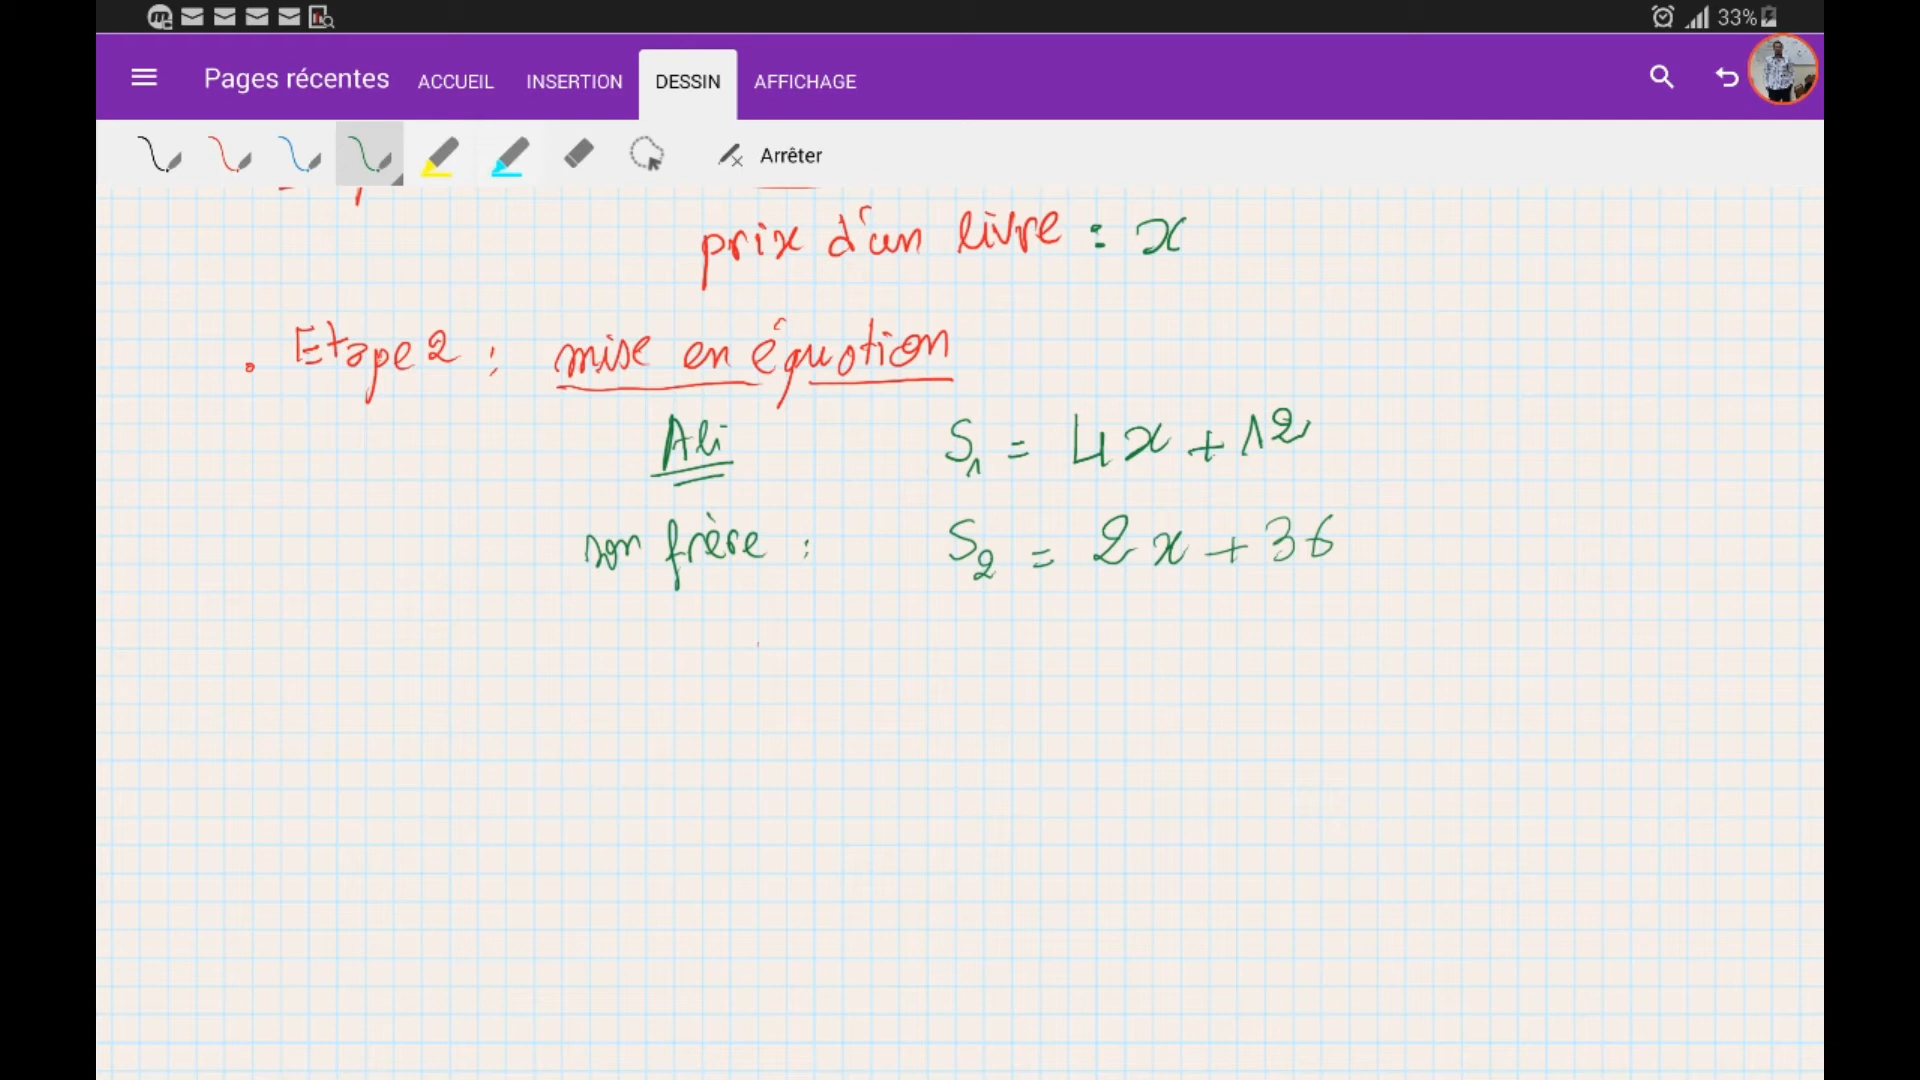 33%
Pages récentes ACCUEIL INSERTION DESSIN AFFICHAGE
Arrêter
prix d'un livre : x
. Etape 2 : mise en équation
Ali S₁ = 4x + 12
son frère : S₂ = 2x + 36